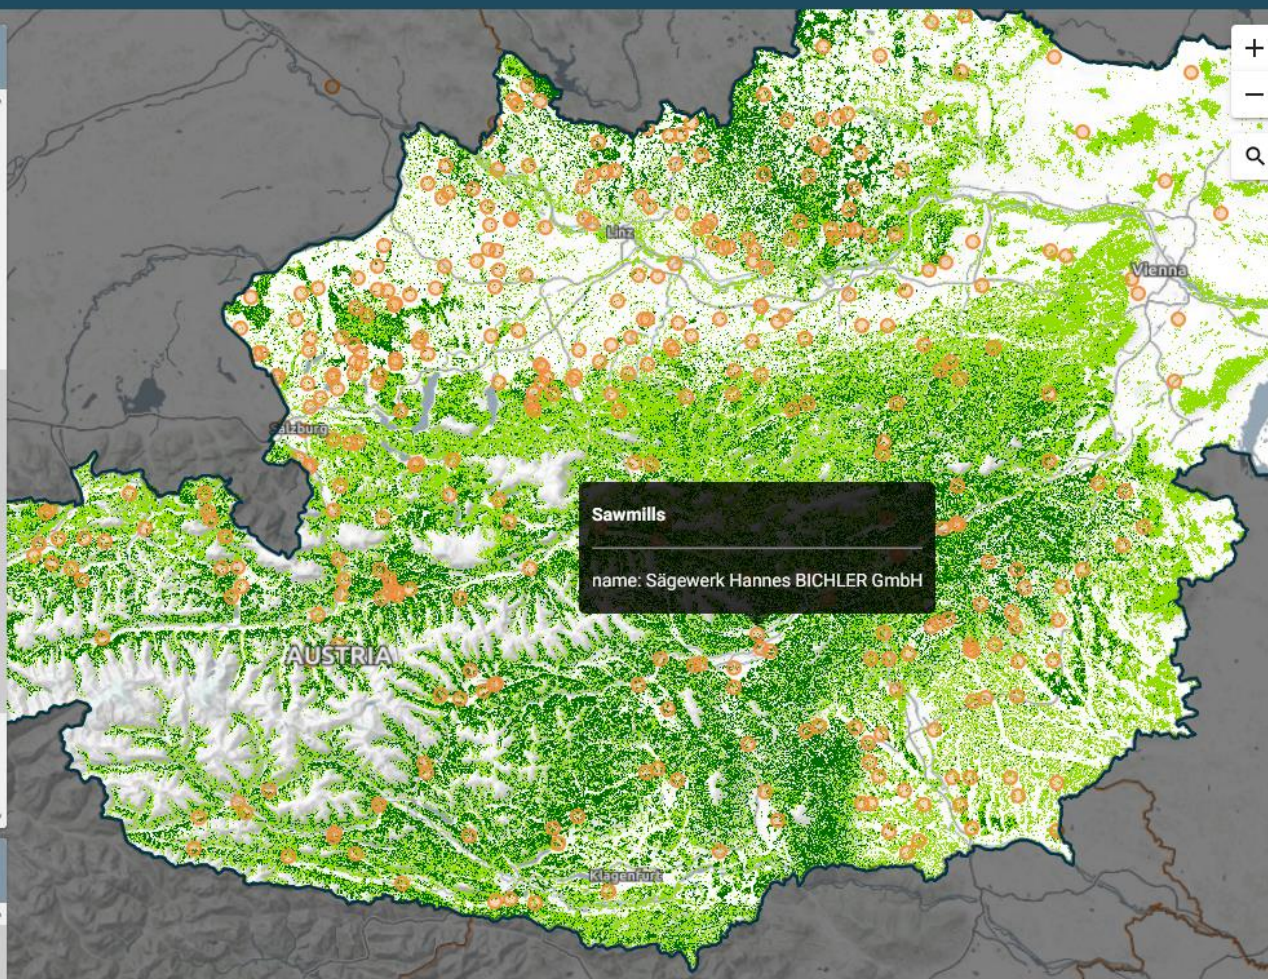 +
−
Linz
Vienna
Salzburg
Sawmills
name: Sägewerk Hannes BICHLER GmbH
AUSTRIA
Klagenfurt